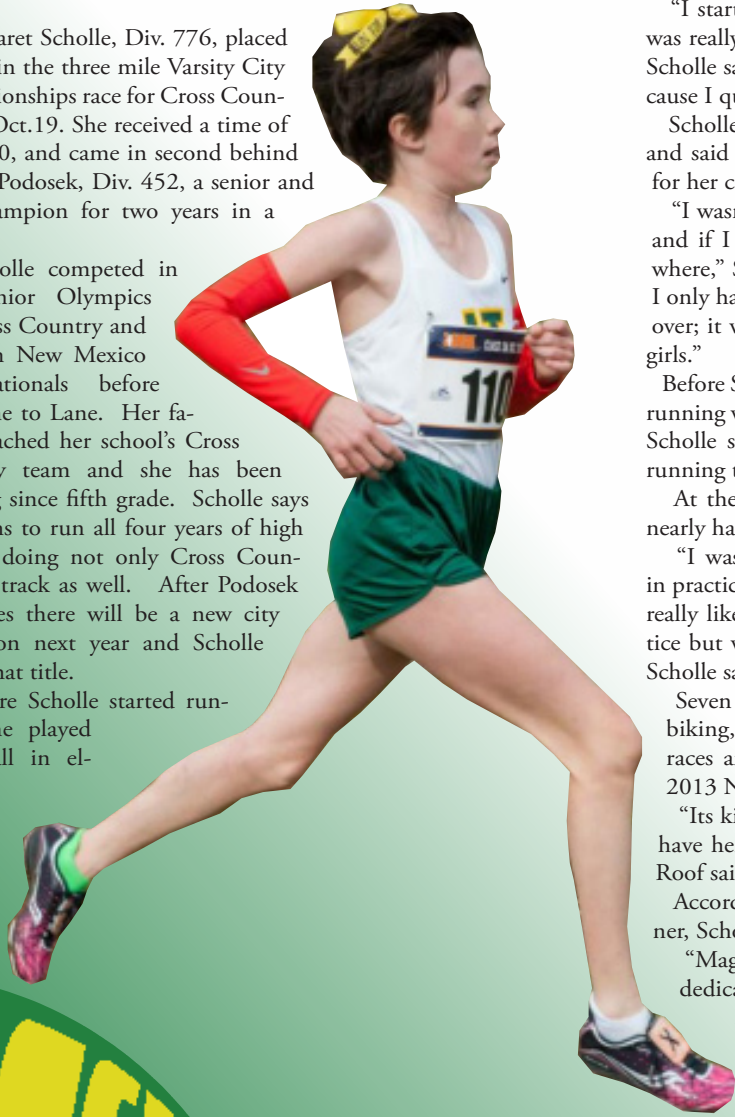 aret Scholle, Div. 776, placed
in the three mile Varsity City
ionships race for Cross Coun-
Oct.19. She received a time of
0, and came in second behind
Podosek, Div. 452, a senior and
ampion for two years in a
olle competed in
nior Olympics
ss Country and
n New Mexico
ationals before
e to Lane. Her fa-
ached her school's Cross
y team and she has been
g since fifth grade. Scholle says
ns to run all four years of high
doing not only Cross Coun-
track as well. After Podosek
es there will be a new city
on next year and Scholle
hat title.
re Scholle started run-
he played
all in el-
110
“I start
was really
Scholle sa
cause I qu
Scholle
and said
for her c
“I wasn
and if I
where,” S
I only ha
over; it w
girls.”
Before S
running w
Scholle s
running t
At the
nearly ha
“I was
in practic
really like
tice but w
Scholle sa
Seven
biking,
races a
2013 N
“Its ki
have he
Roof sai
Accord
ner, Scho
“Mag
dedica